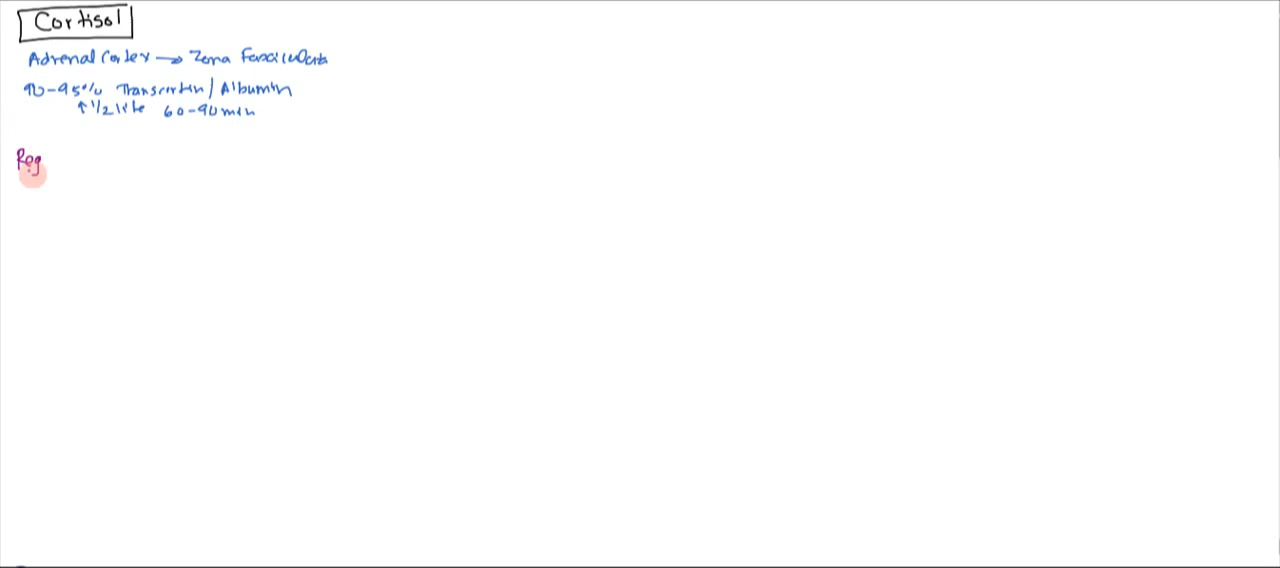 Cortisol
Adrenal Cortex → Zona Fasciculata
90-95% Transcortin / Albumin
↑ 1/2 life 60-90 min
Reg